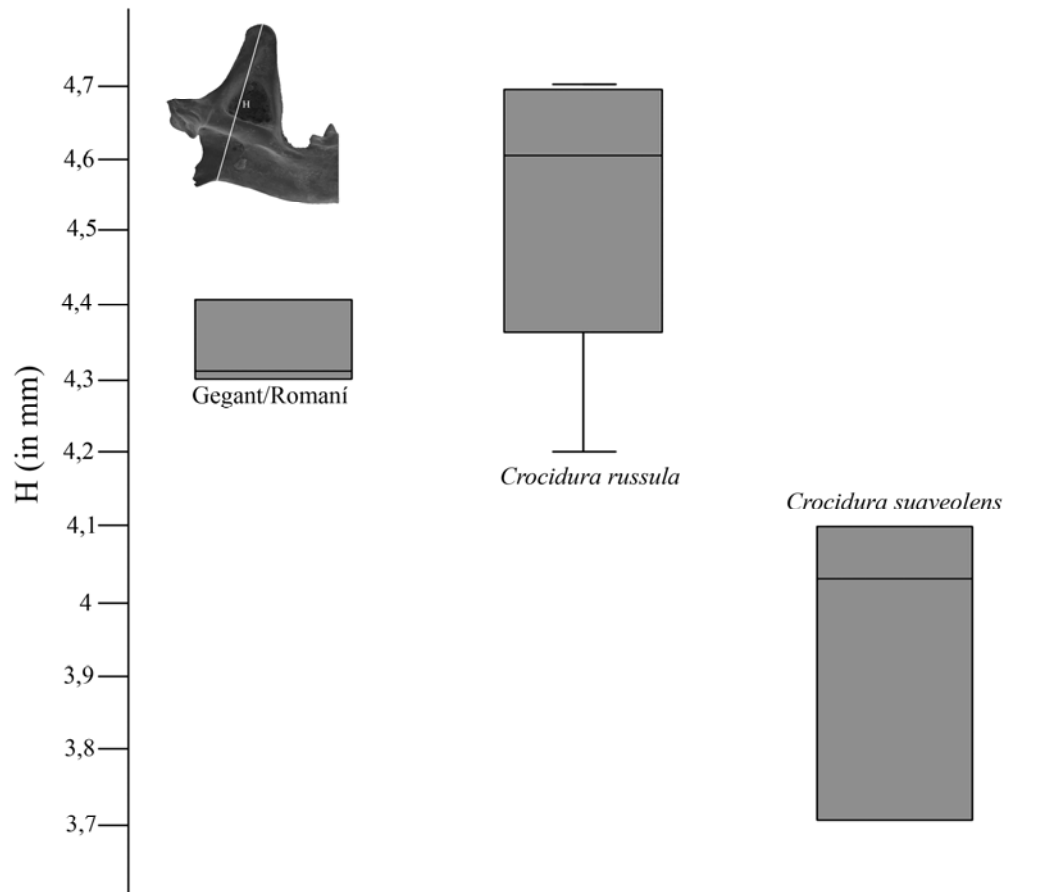 4,7
H
4,6
4,5
4,4
4,3
Gegant/Romaní
4,2
Crocidura russula
Crocidura suaveolens
4,1
4
3,9
3,8
3,7
H (in mm)